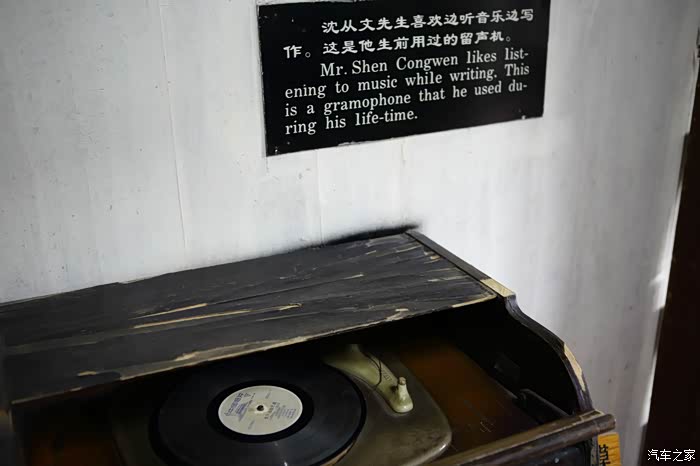 沈从文先生喜欢边听音乐边写
作。这是他生前用过的留声机。
Mr. Shen Congwen likes list-
ening to music while writing. This
is a gramophone that he used du-
ring his life-time.
汽车之家